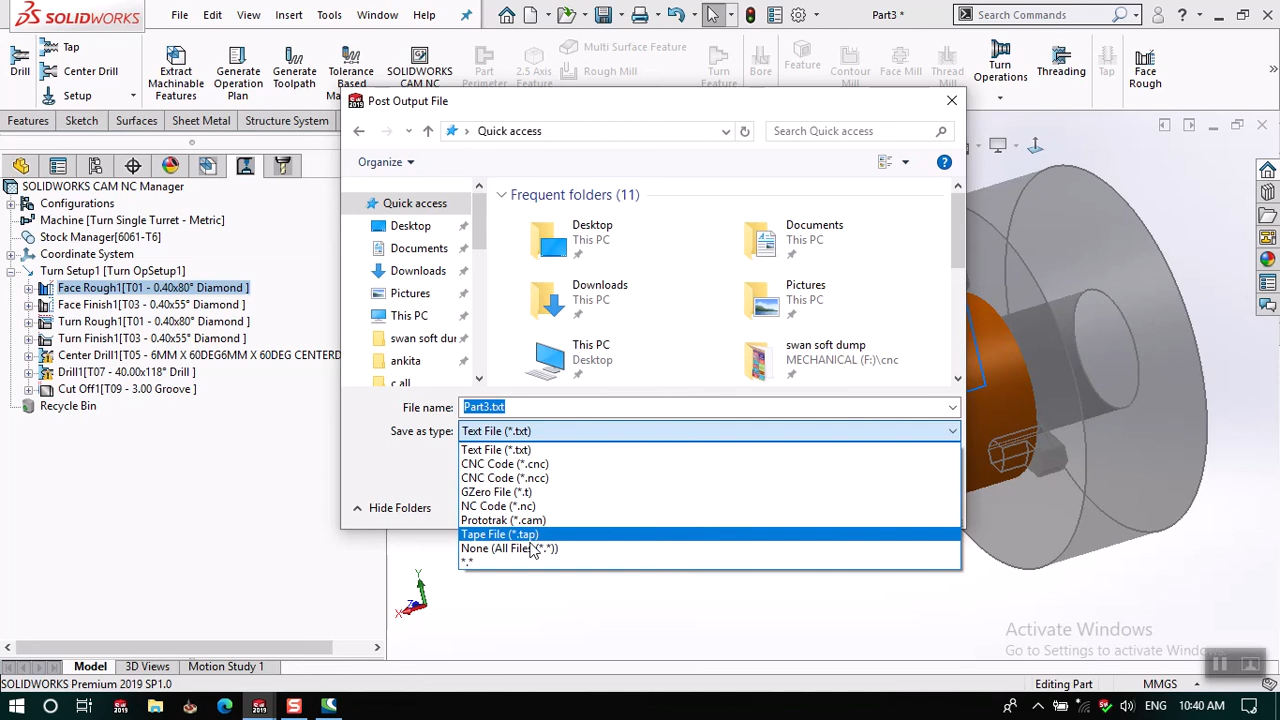 SOLIDWORKS
File
Edit
View
Insert
Tools
Window
Help
Part3 *
Search Commands
Drill
Tap
Center Drill
Setup
Extract
Machinable
Features
Generate
Operation
Plan
Generate
Toolpath
Tolerance
Based
SOLIDWORKS
CAM NC
Part
Perimeter
2.5 Axis
Feature
Multi Surface Feature
Rough Mill
Turn
Feature
Bore
Feature
Contour
Mill
Face Mill
Thread
Mill
Turn
Operations
Threading
Tap
Face
Rough
Features
Sketch
Surfaces
Sheet Metal
Structure System
SOLIDWORKS CAM NC Manager
Configurations
Machine [Turn Single Turret - Metric]
Stock Manager[6061-T6]
Coordinate System
Turn Setup1 [Turn OpSetup1]
Face Rough1[T01 - 0.40x80° Diamond ]
Face Finish1[T03 - 0.40x55° Diamond ]
Turn Rough1[T01 - 0.40x80° Diamond ]
Turn Finish1[T03 - 0.40x55° Diamond ]
Center Drill1[T05 - 6MM X 60DEG6MM X 60DEG CENTERD
Drill1[T07 - 40.00x118° Drill ]
Cut Off1[T09 - 3.00 Groove ]
Recycle Bin
Post Output File
Quick access
Search Quick access
Organize
Quick access
Desktop
Documents
Downloads
Pictures
This PC
swan soft dum
ankita
c all
Frequent folders (11)
Desktop
This PC
Documents
This PC
Downloads
This PC
Pictures
This PC
This PC
Desktop
swan soft dump
MECHANICAL (F:)\cnc
File name:
Part3.txt
Save as type:
Text File (*.txt)
Text File (*.txt)
CNC Code (*.cnc)
CNC Code (*.ncc)
GZero File (*.t)
NC Code (*.nc)
Prototrak (*.cam)
Tape File (*.tap)
None (All Files (*.*))
*.*
Hide Folders
Y
X
Z
Activate Windows
Go to Settings to activate Windows
Model
3D Views
Motion Study 1
SOLIDWORKS Premium 2019 SP1.0
Editing Part
MMGS
ENG
10:40 AM